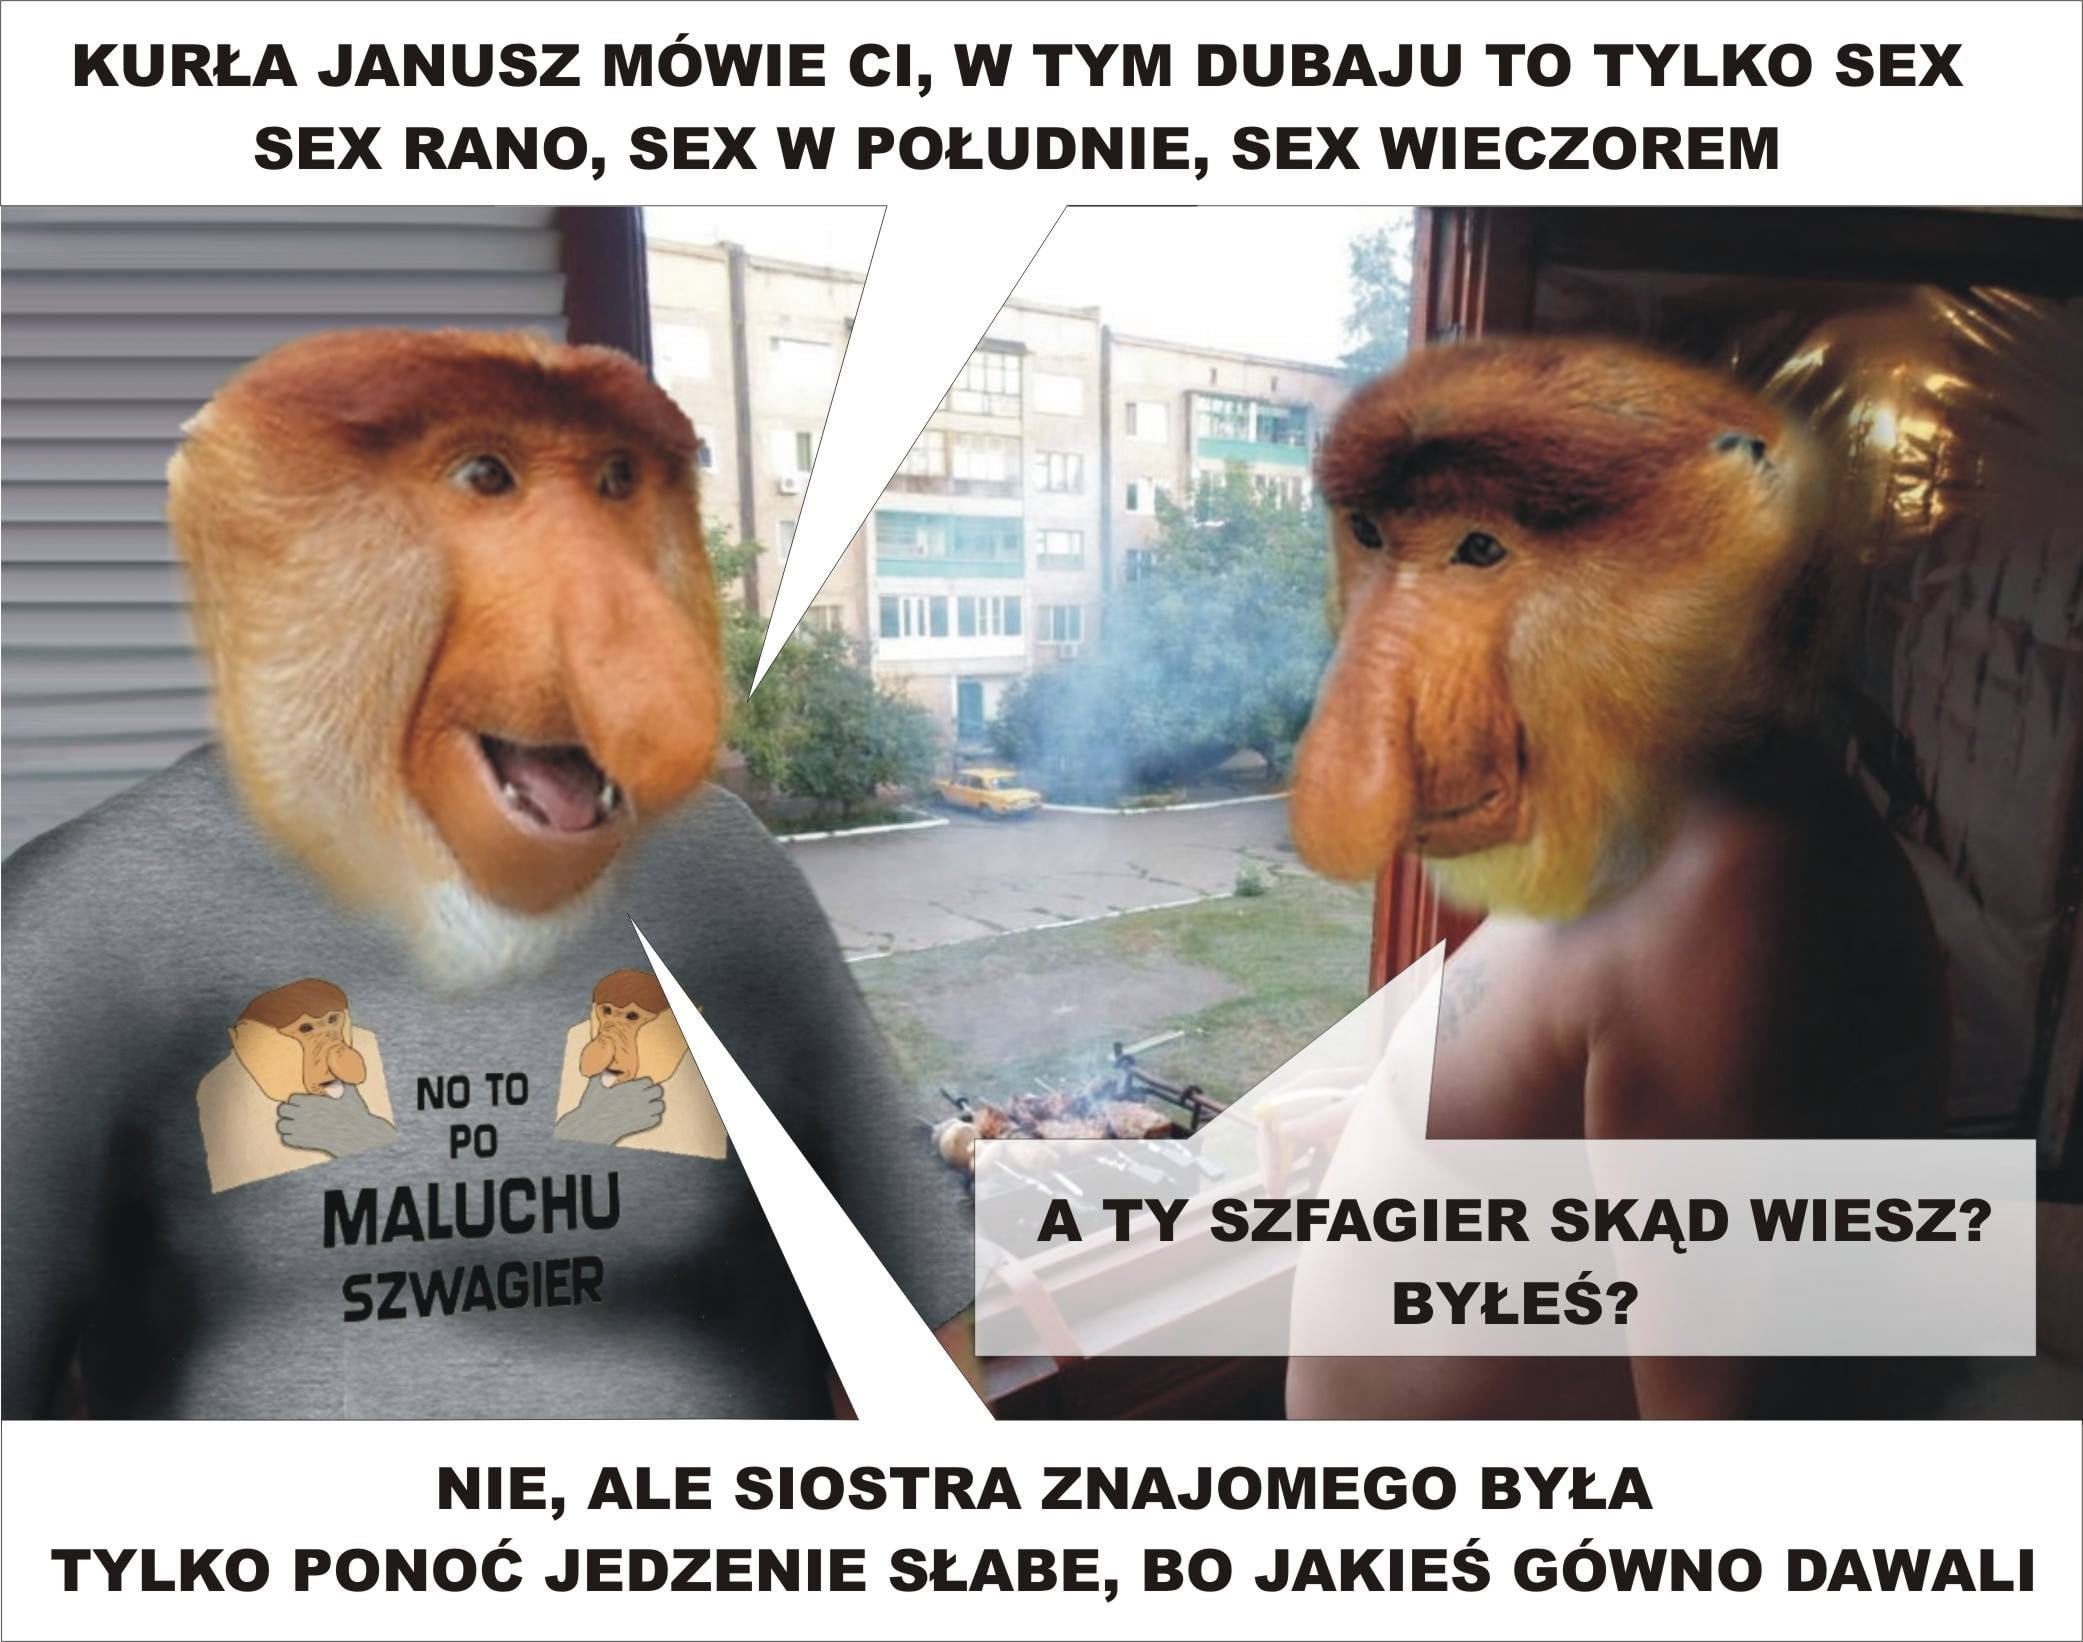 KURŁA JANUSZ MÓWIE CI, W TYM DUBAJU TO TYLKO SEX
SEX RANO, SEX W POŁUDNIE, SEX WIECZOREM
NO TO
PO
MALUCHU
SZWAGIER
A TY SZFAGIER SKĄD WIESZ?
BYŁEŚ?
NIE, ALE SIOSTRA ZNAJOMEGO BYŁA
TYLKO PONOĆ JEDZENIE SŁABE, BO JAKIEŚ GÓWNO DAWALI